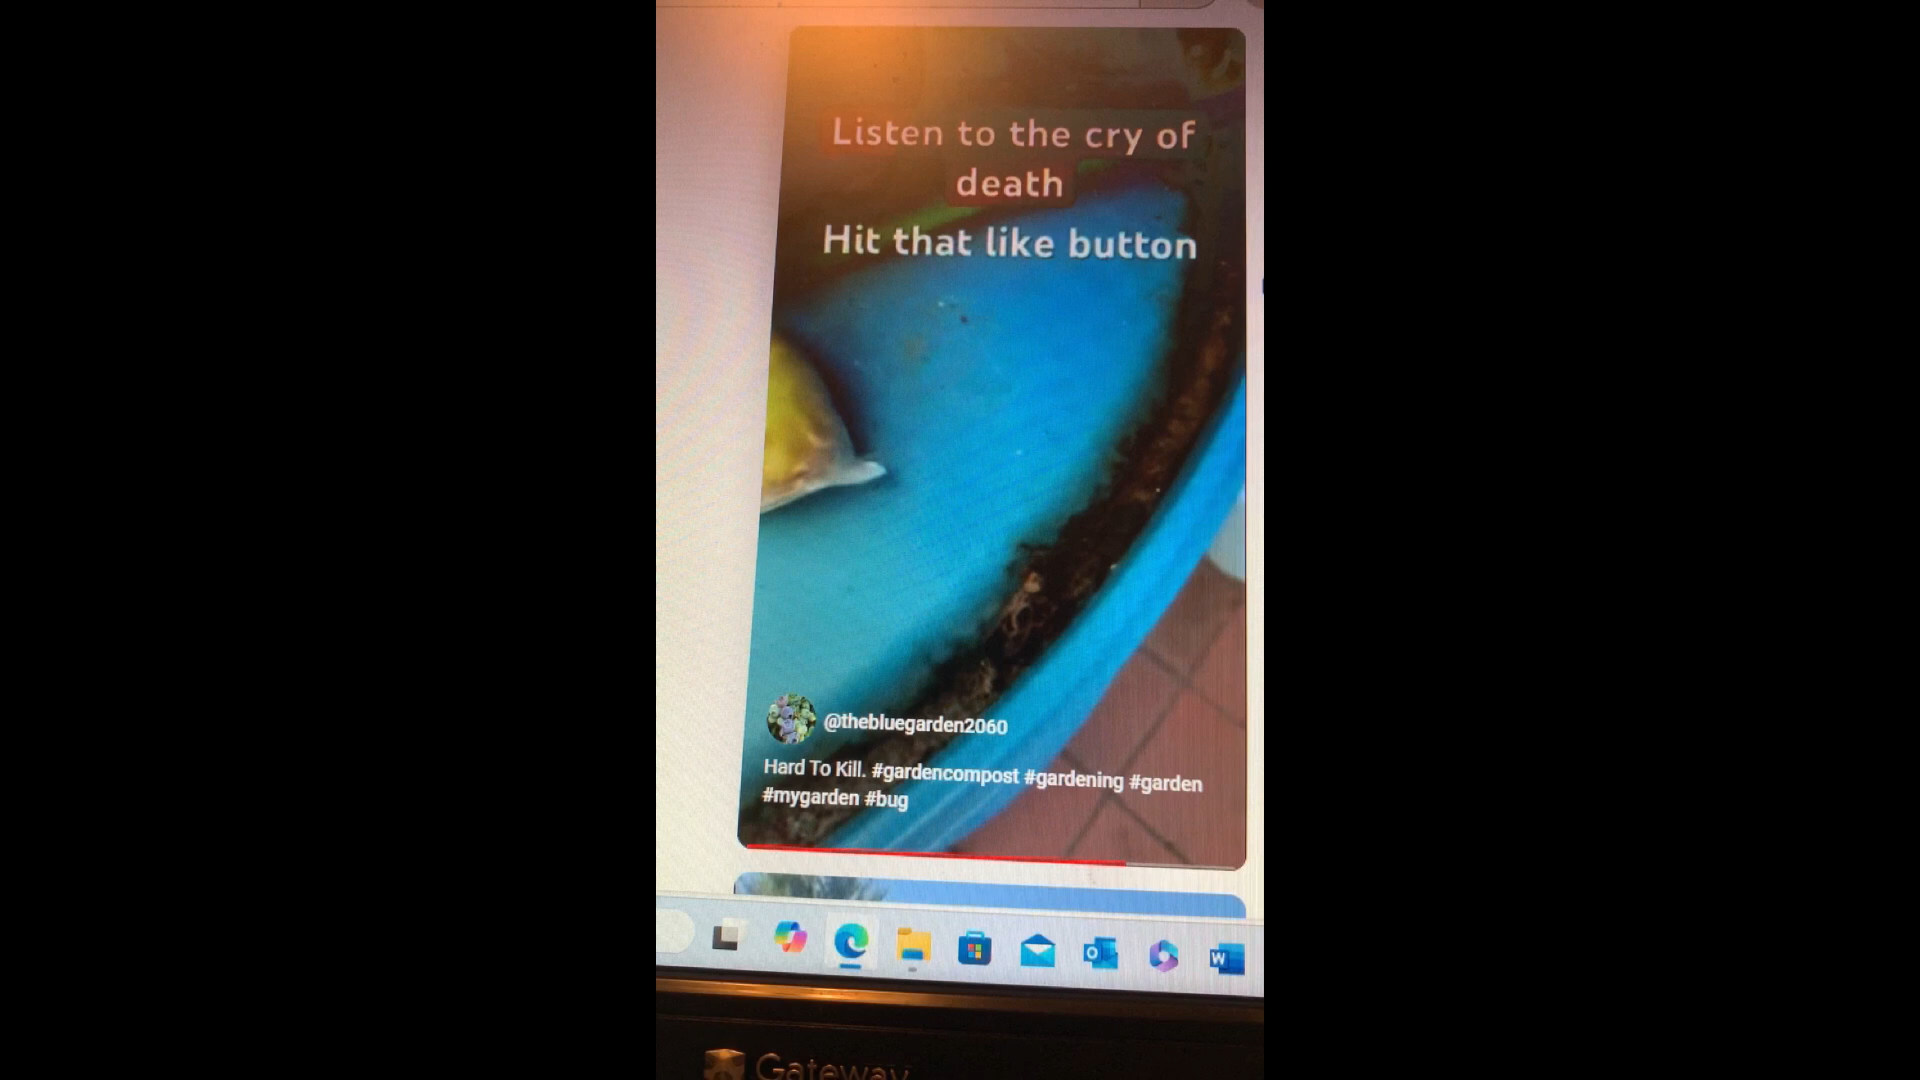 Listen to the cry of
death
Hit that like button
@thebluegarden2060
Hard To Kill. #gardencompost #gardening #garden
#mygarden #bug
W
Gateway